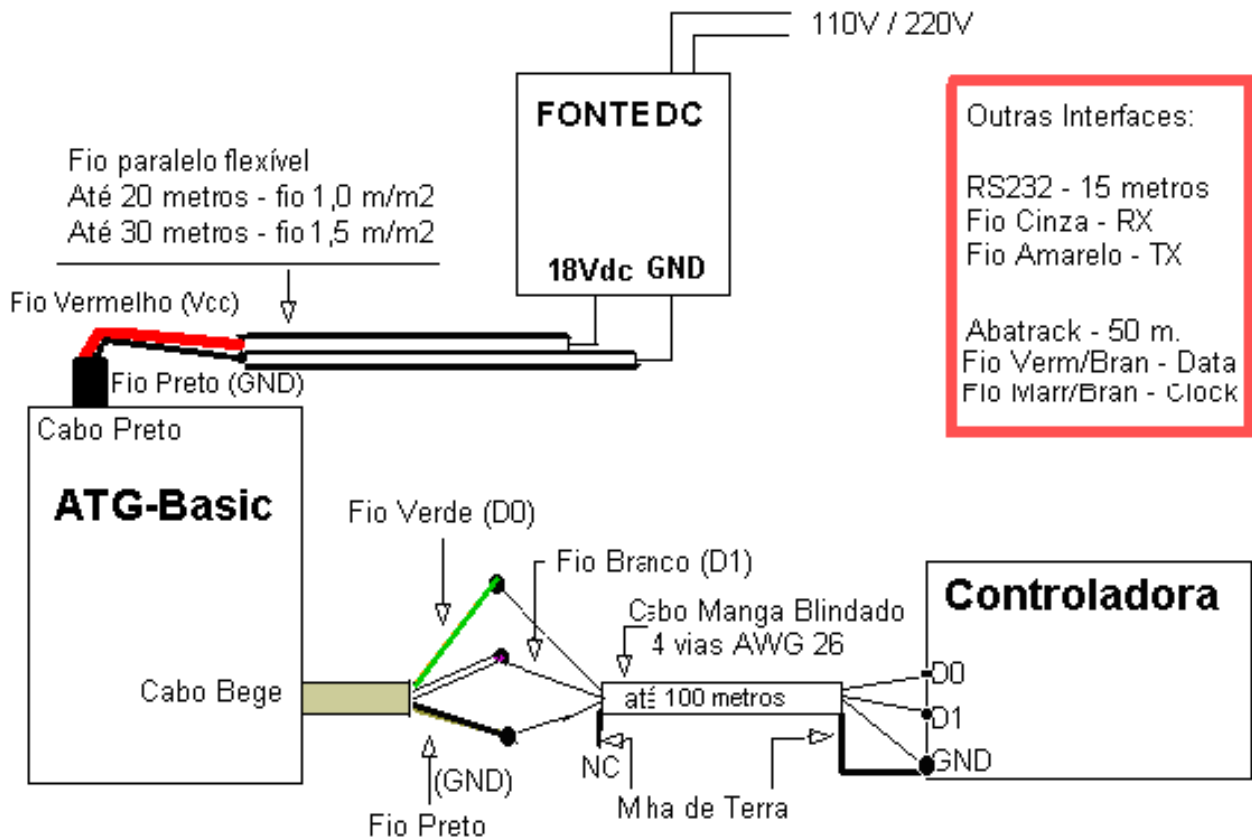 110V / 220V
FONTE DC
18Vdc GND
Outras Interfaces:
RS232 - 15 metros
Fio Cinza - RX
Fio Amarelo - TX
Abatrack - 50 m.
Fio Verm/Bran - Data
Fio Marr/Bran - Clock
Fio paralelo flexível
Até 20 metros - fio 1,0 m/m2
Até 30 metros - fio 1,5 m/m2
Fio Vermelho (Vcc)
Fio Preto (GND)
Cabo Preto
ATG-Basic
Cabo Bege
Fio Verde (D0)
Fio Branco (D1)
Cabo Manga Blindado
4 vias AWG 26
até 100 metros
(GND)
Fio Preto
NC
Malha de Terra
Controladora
D0
D1
GND